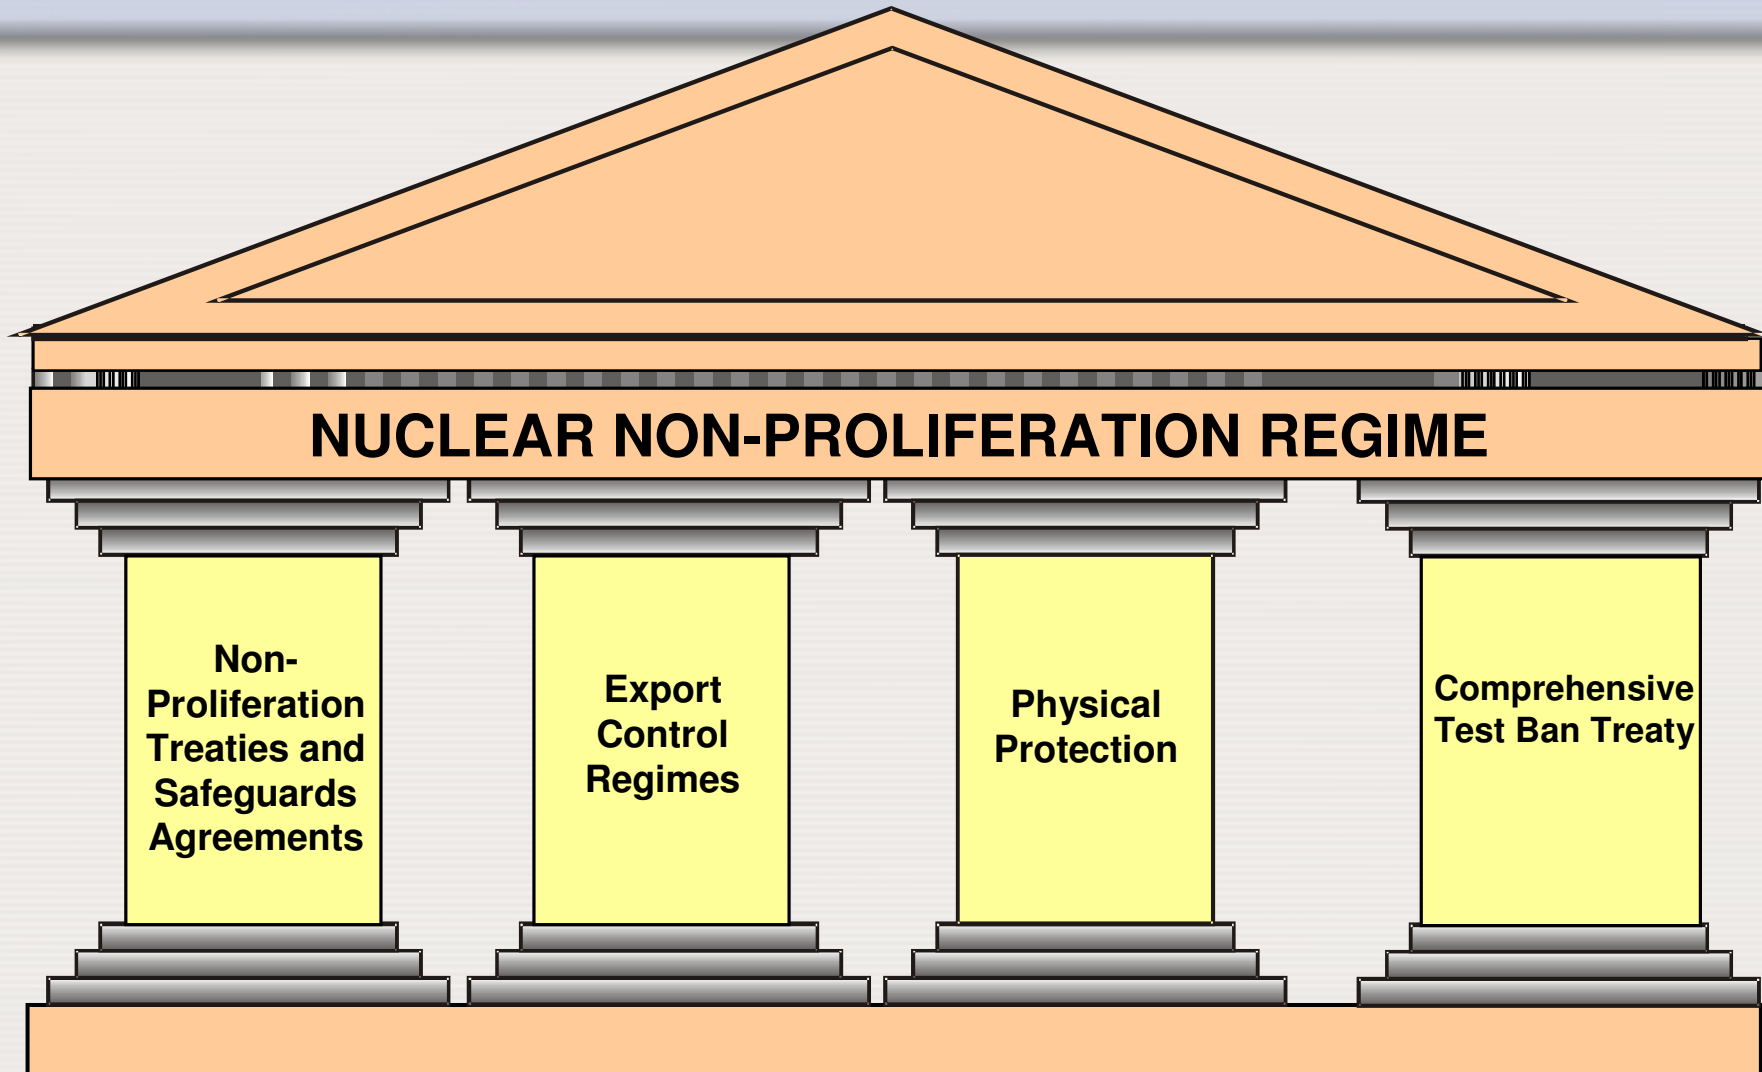 NUCLEAR NON-PROLIFERATION REGIME
Non-
Proliferation
Treaties and
Safeguards
Agreements
Export
Control
Regimes
Physical
Protection
Comprehensive
Test Ban Treaty